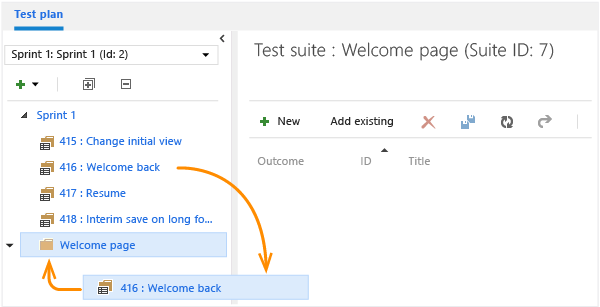 Test plan
Sprint 1: Sprint 1 (Id: 2)
Sprint 1
415 : Change initial view
416 : Welcome back
417 : Resume
418 : Interim save on long fo...
Welcome page
416 : Welcome back
Test suite : Welcome page (Suite ID: 7)
New Add existing
Outcome ID Title